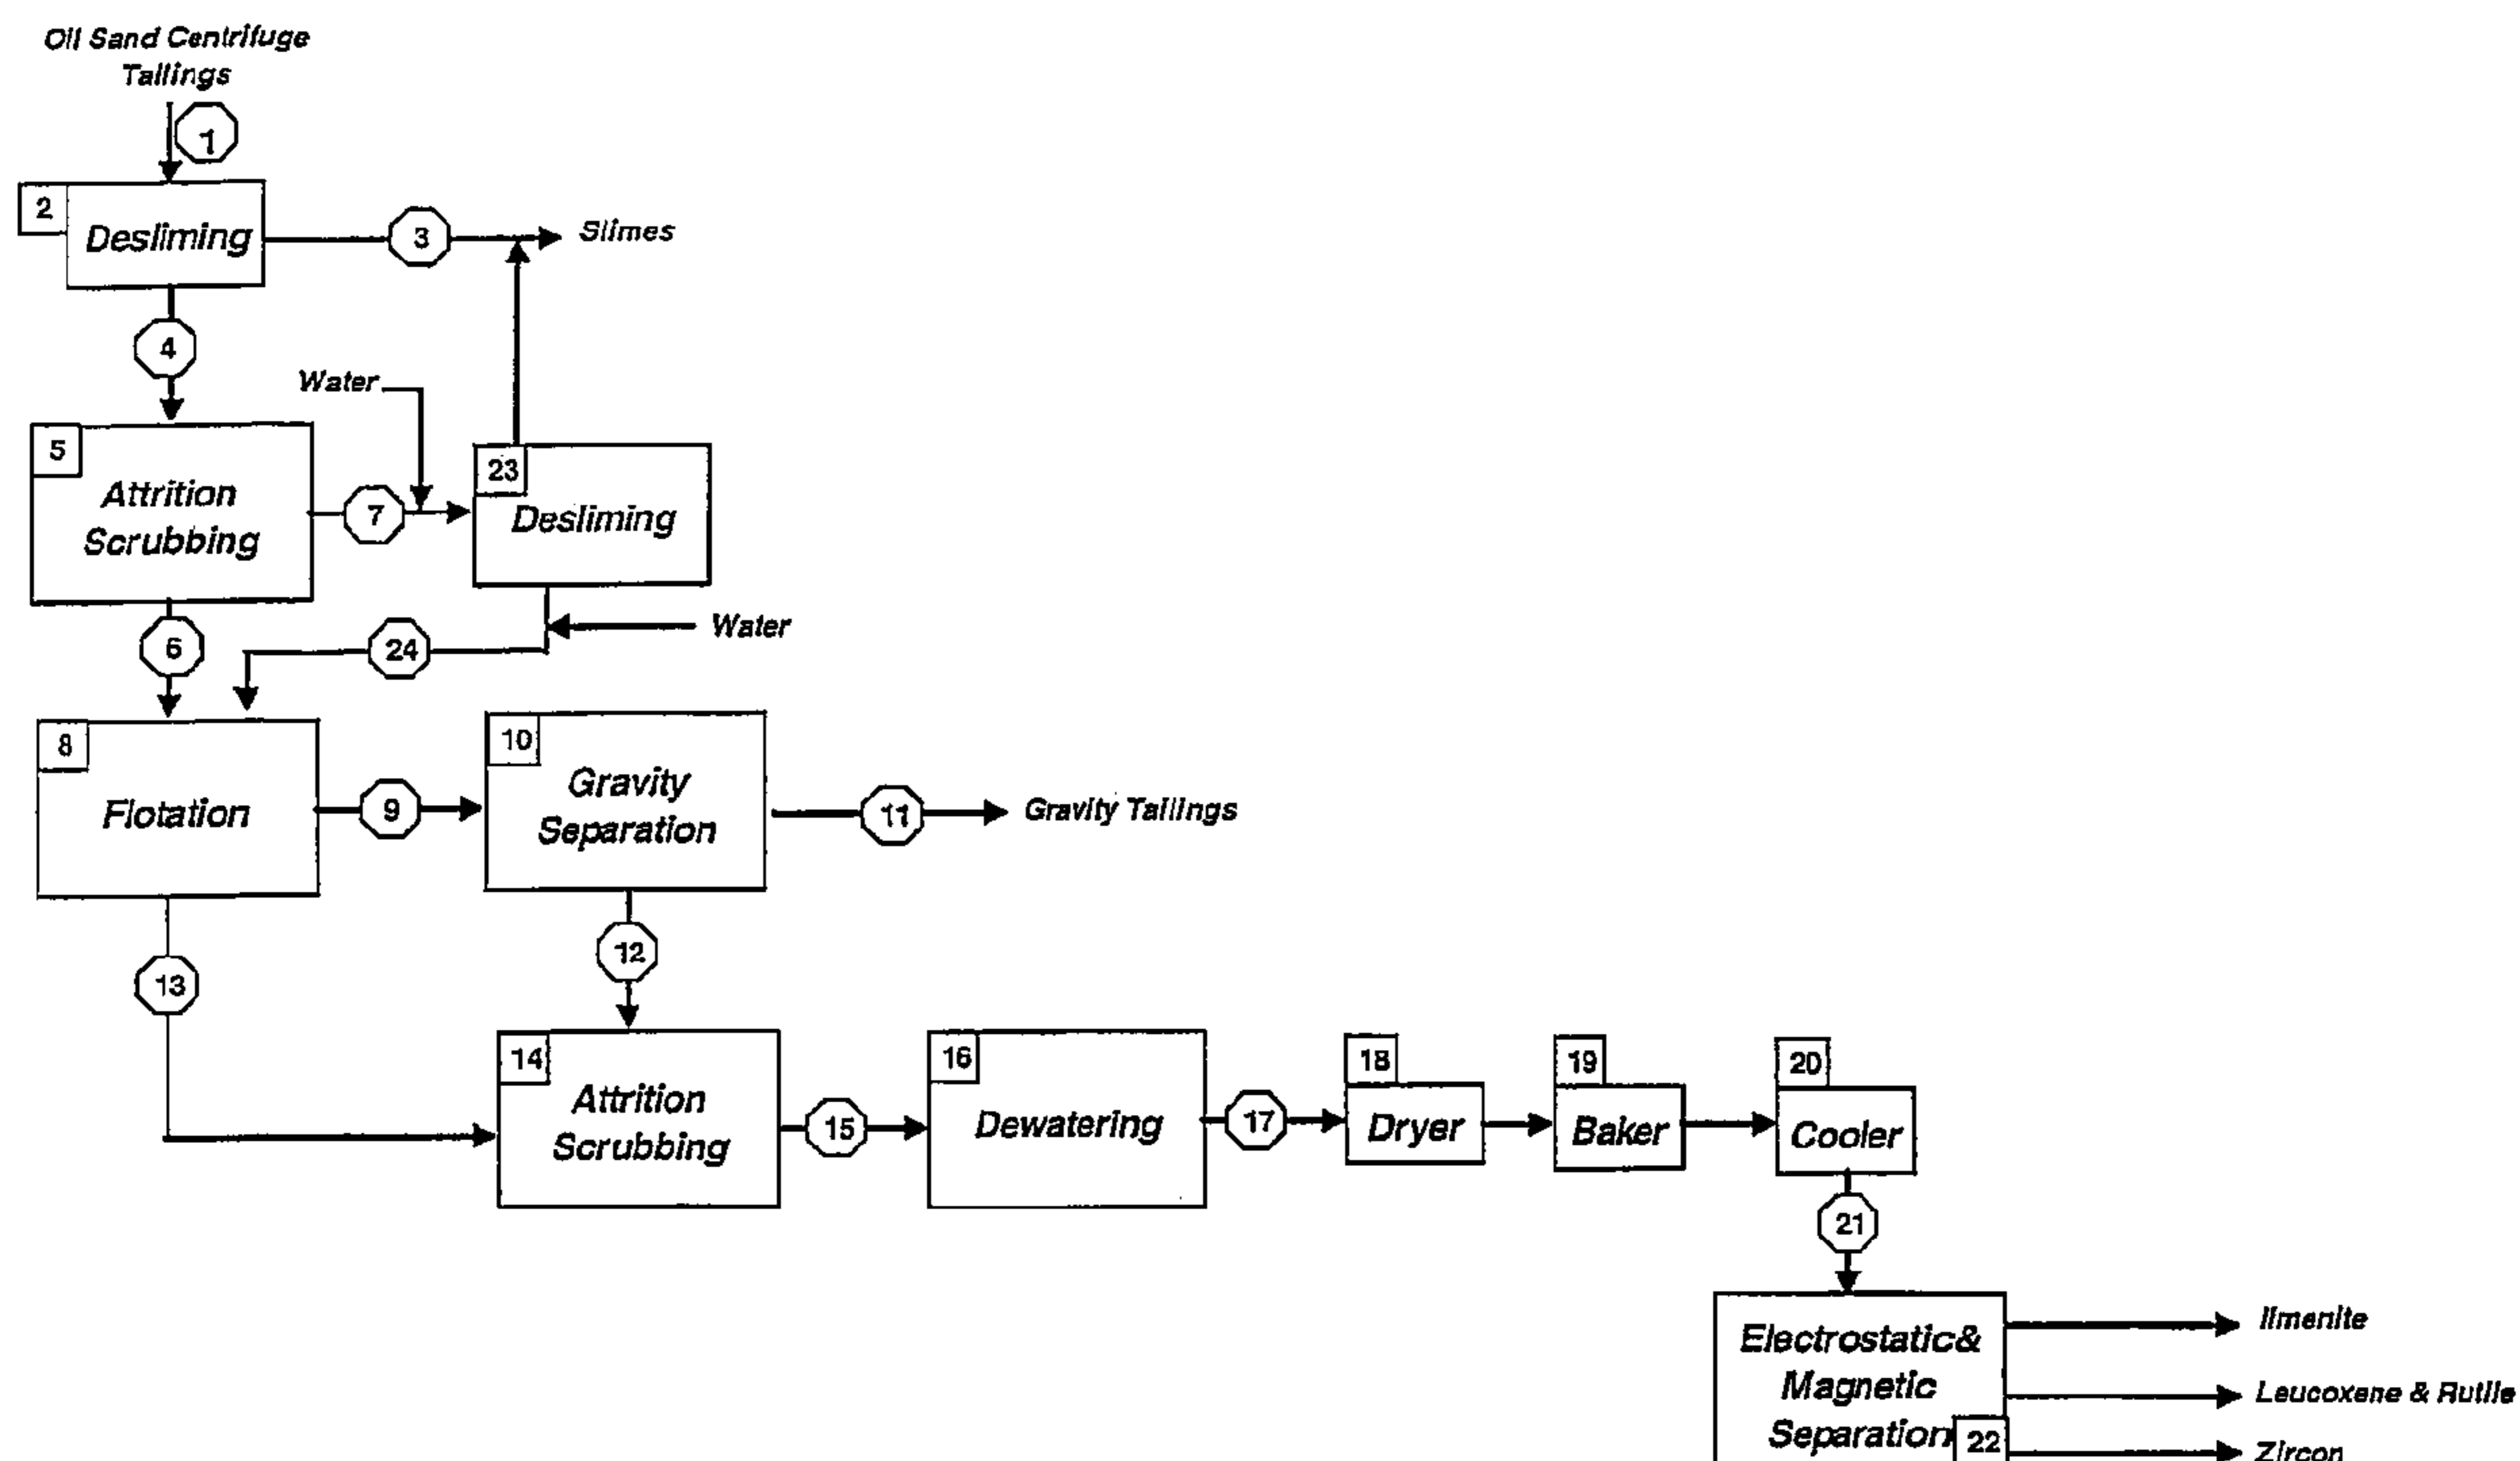 Oil Sand Centrifuge
Tailings
1
2
Desliming
3
Slimes
4
Water
5
Attrition
Scrubbing
7
23
Desliming
6
24
Water
8
Flotation
9
10
Gravity
Separation
11
Gravity Tailings
12
13
14
Attrition
Scrubbing
15
16
Dewatering
17
18
Dryer
19
Baker
20
Cooler
21
Electrostatic&
Magnetic
Separation
22
Ilmenite
Leucoxene & Rutile
Zircon